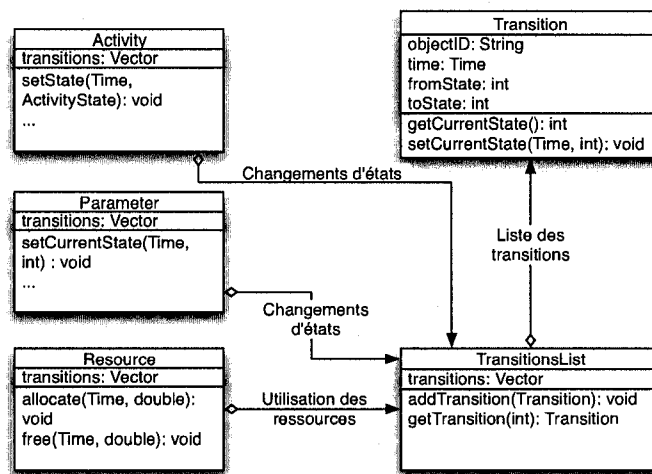 Activity
transitions: Vector
setState(Time,
ActivityState): void
...
Transition
objectID: String
time: Time
fromState: int
toState: int
getCurrentState(): int
setCurrentState(Time, int): void
Changements d'états
Parameter
transitions: Vector
setCurrentState(Time,
int) : void
...
Liste des
transitions
Changements
d'états
Resource
transitions: Vector
allocate(Time, double):
void
free(Time, double): void
Utilisation des
ressources
TransitionsList
transitions: Vector
addTransition(Transition): void
getTransition(int): Transition